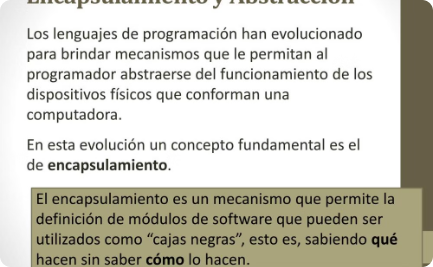 Encapsulamiento y Abstracción
Los lenguajes de programación han evolucionado
para brindar mecanismos que le permitan al
programador abstraerse del funcionamiento de los
dispositivos físicos que conforman una
computadora.
En esta evolución un concepto fundamental es el
de encapsulamiento.
El encapsulamiento es un mecanismo que permite la
definición de módulos de software que pueden ser
utilizados como “cajas negras”, esto es, sabiendo qué
hacen sin saber cómo lo hacen.